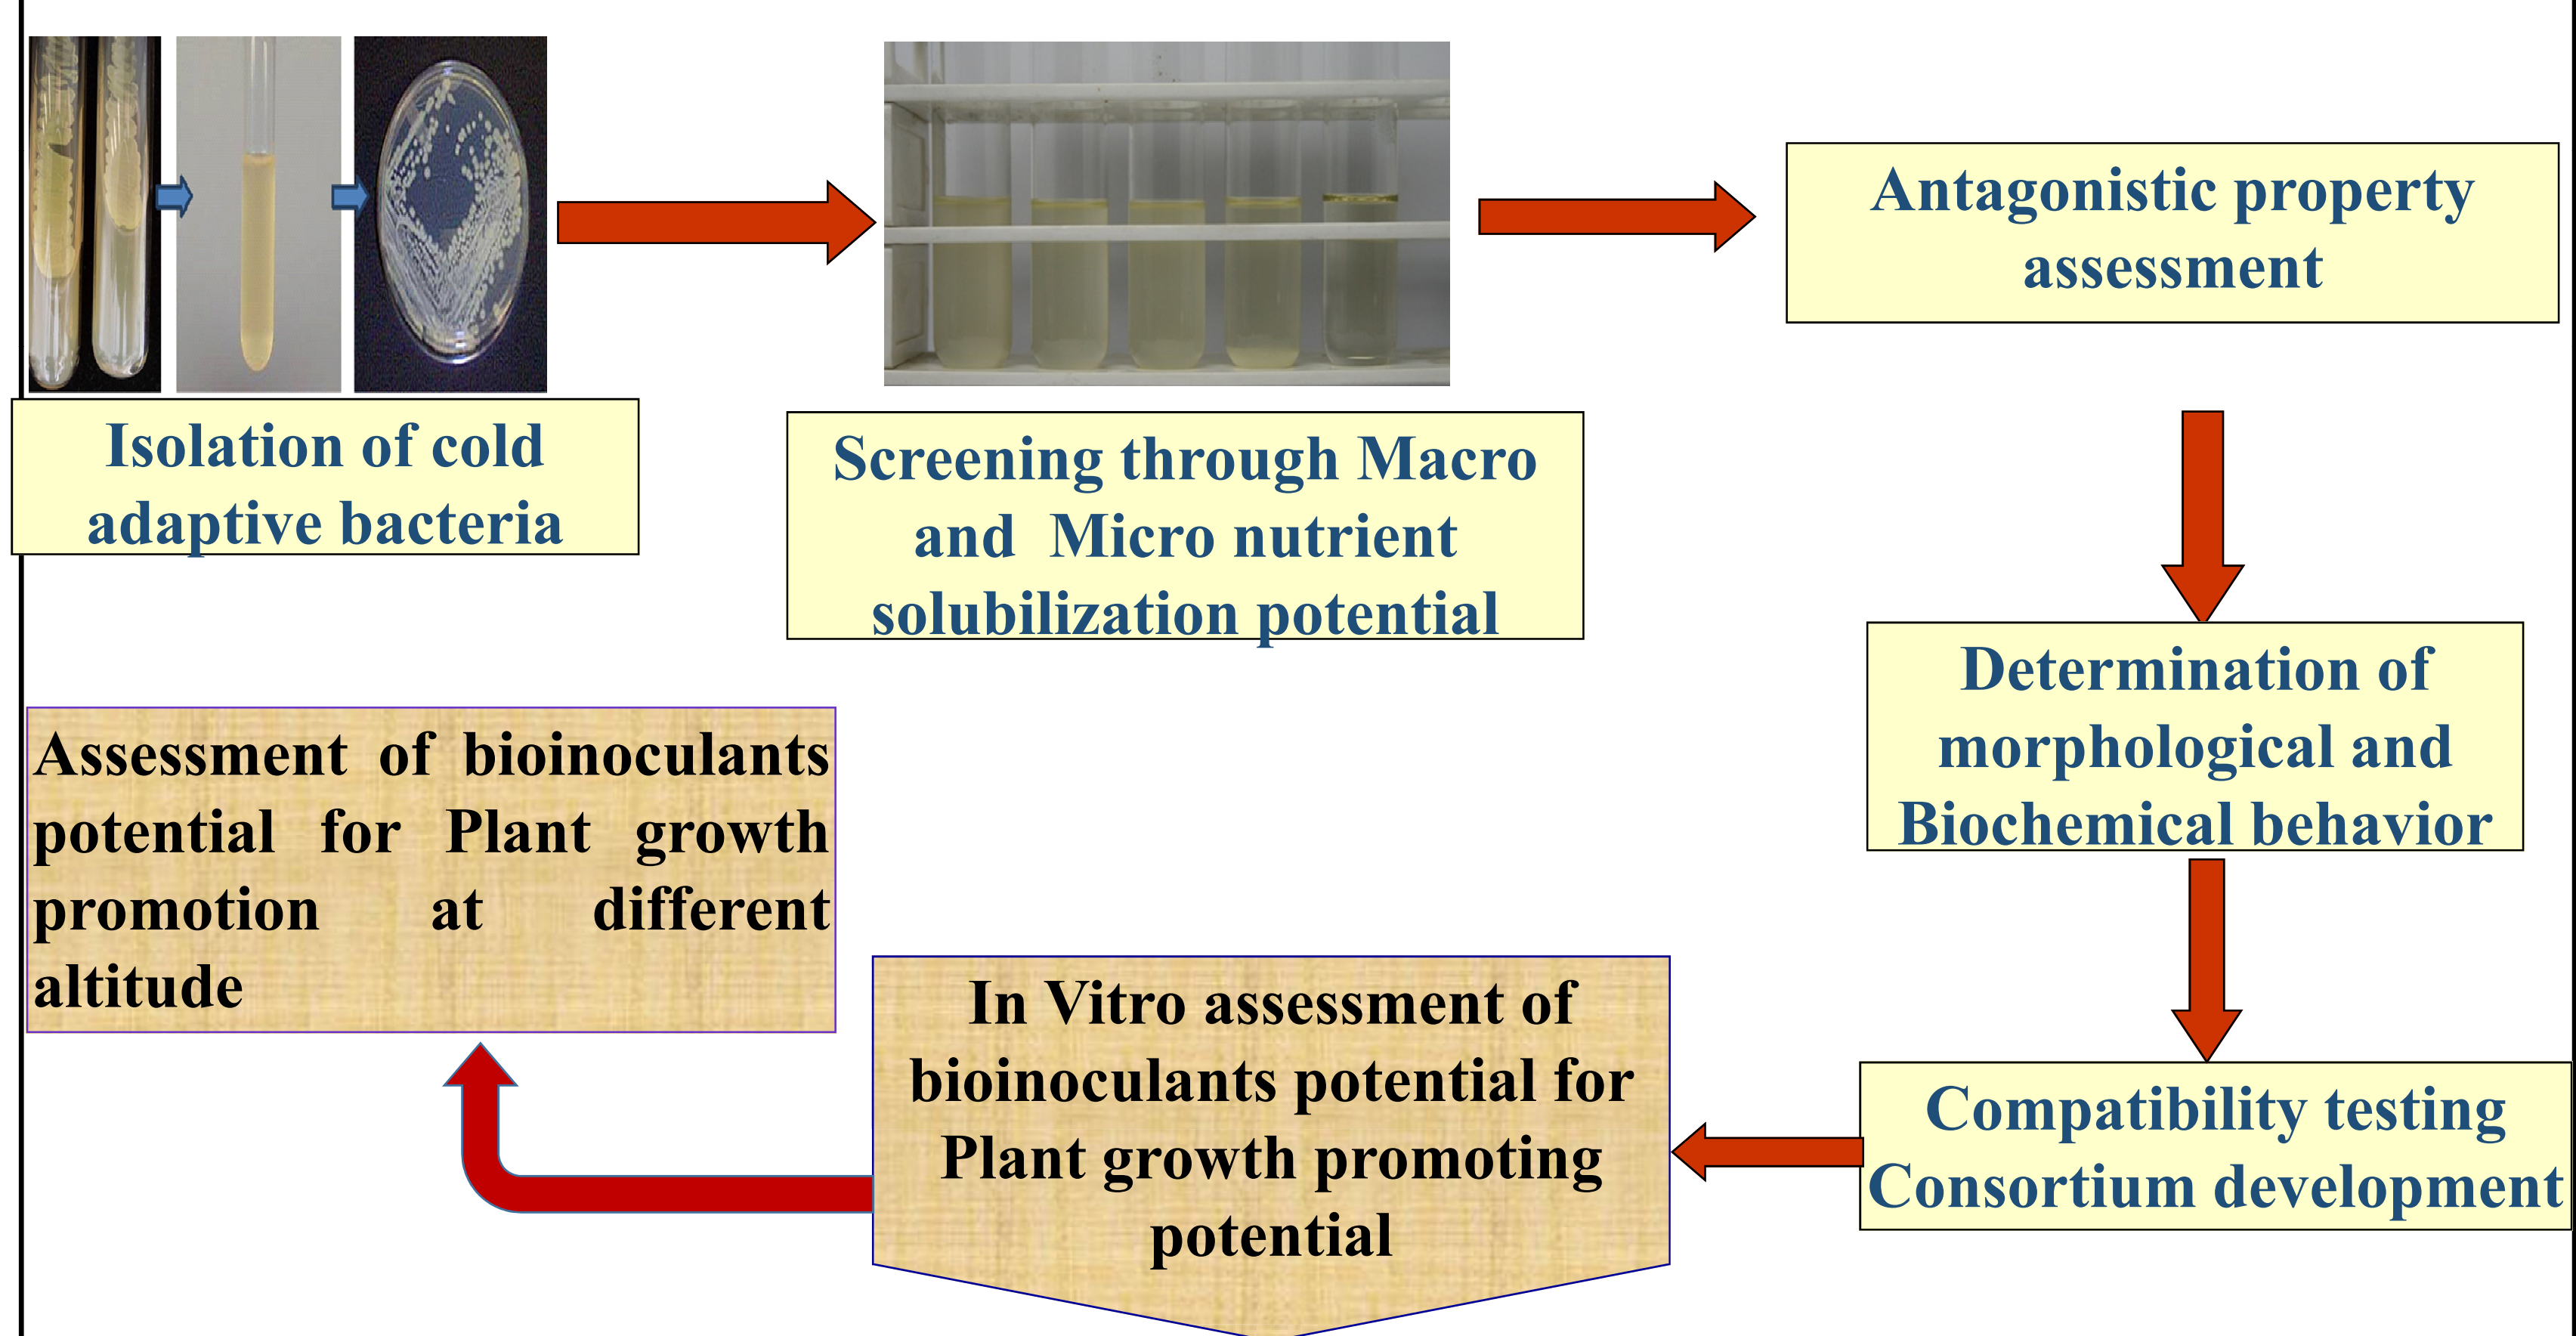 Isolation of cold
adaptive bacteria
Screening through Macro
and  Micro nutrient
solubilization potential
Antagonistic property
assessment
Determination of
morphological and
Biochemical behavior
Compatibility testing
Consortium development
In Vitro assessment of
bioinoculants potential for
Plant growth promoting
potential
Assessment of bioinoculants
potential for Plant growth
promotion at different
altitude